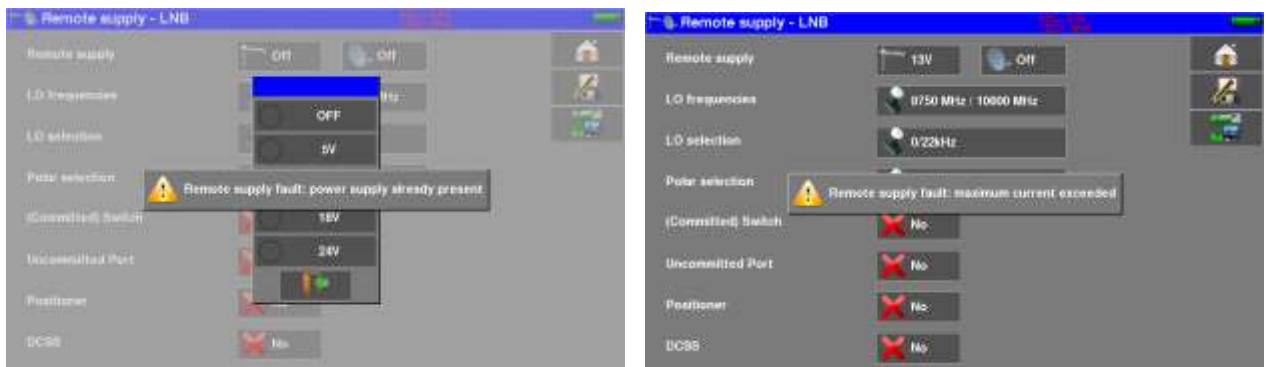 Remote supply - LNB
Remote supply Off Off
LO frequencies MHz
LO selection
OFF
5V
Polar selection
Remote supply fault: power supply already present
(Committed) Switch
18V
24V
Uncommitted Port
Positioner
DCSS No
Remote supply - LNB
Remote supply 13V Off
LO frequencies 9750 MHz / 10600 MHz
LO selection 0/22kHz
Polar selection
Remote supply fault: maximum current exceeded
(Committed) Switch No
Uncommitted Port No
Positioner No
DCSS No